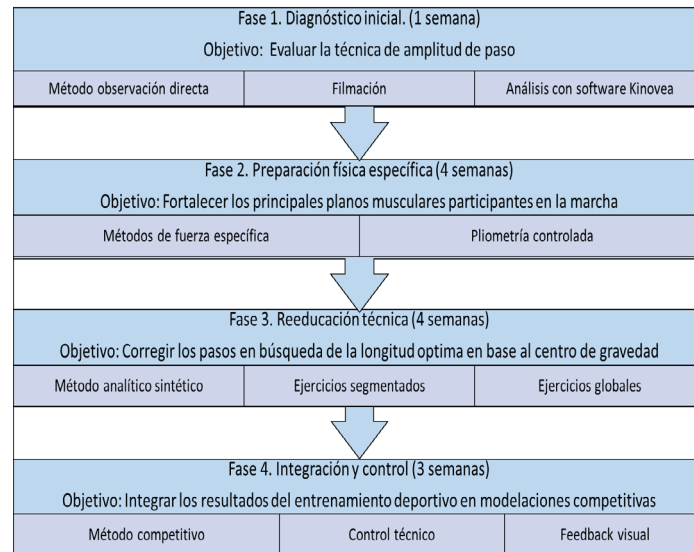 Fase 1. Diagnóstico inicial. (1 semana)
Objetivo: Evaluar la técnica de amplitud de paso
Método observación directa
Filmación
Análisis con software Kinovea
Fase 2. Preparación física específica (4 semanas)
Objetivo: Fortalecer los principales planos musculares participantes en la marcha
Métodos de fuerza específica
Pliometría controlada
Fase 3. Reeducación técnica (4 semanas)
Objetivo: Corregir los pasos en búsqueda de la longitud optima en base al centro de gravedad
Método analítico sintético
Ejercicios segmentados
Ejercicios globales
Fase 4. Integración y control (3 semanas)
Objetivo: Integrar los resultados del entrenamiento deportivo en modelaciones competitivas
Método competitivo
Control técnico
Feedback visual